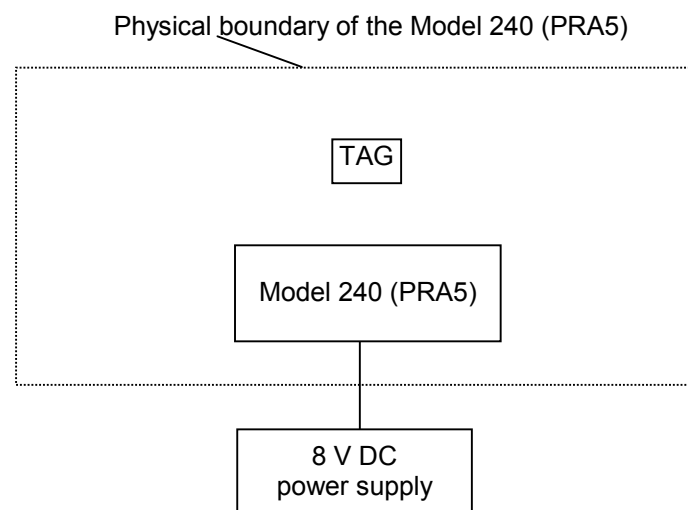 Physical boundary of the Model 240 (PRA5)
TAG
Model 240 (PRA5)
8 V DC
power supply